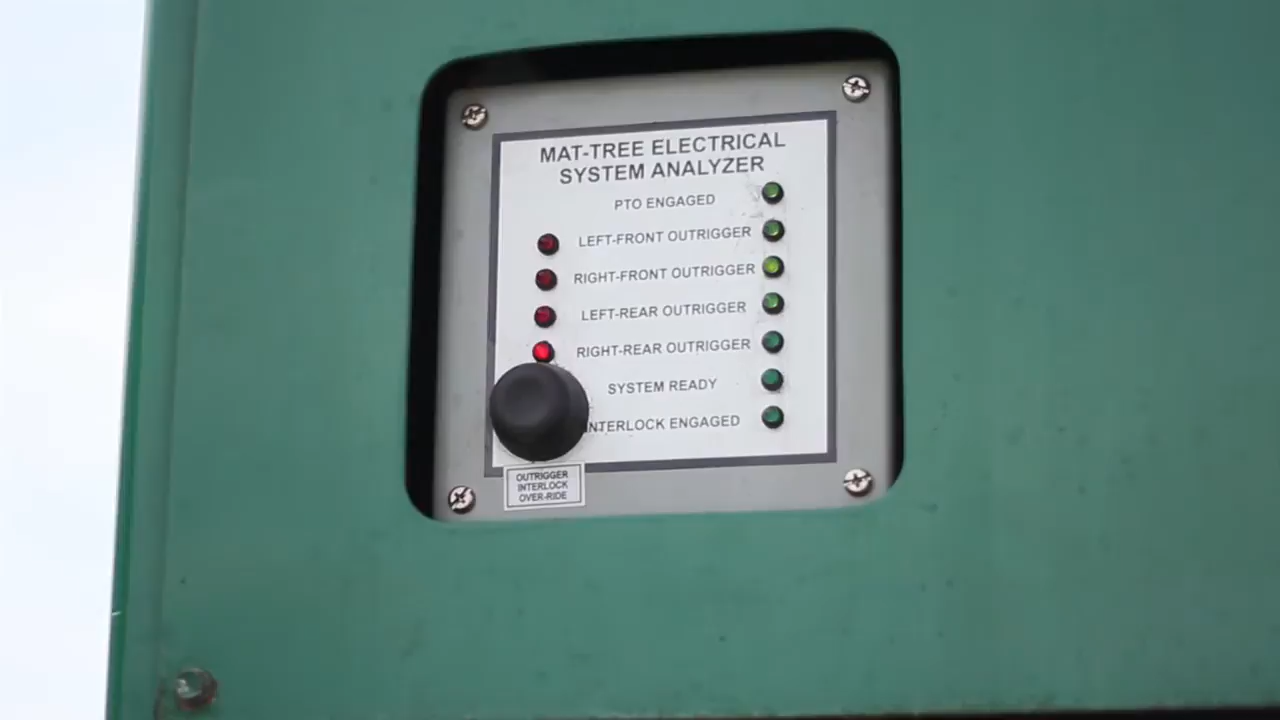 MAT-TREE ELECTRICAL
SYSTEM ANALYZER
PTO ENGAGED
LEFT-FRONT OUTRIGGER
RIGHT-FRONT OUTRIGGER
LEFT-REAR OUTRIGGER
RIGHT-REAR OUTRIGGER
SYSTEM READY
INTERLOCK ENGAGED
OUTRIGGER
INTERLOCK
OVER-RIDE